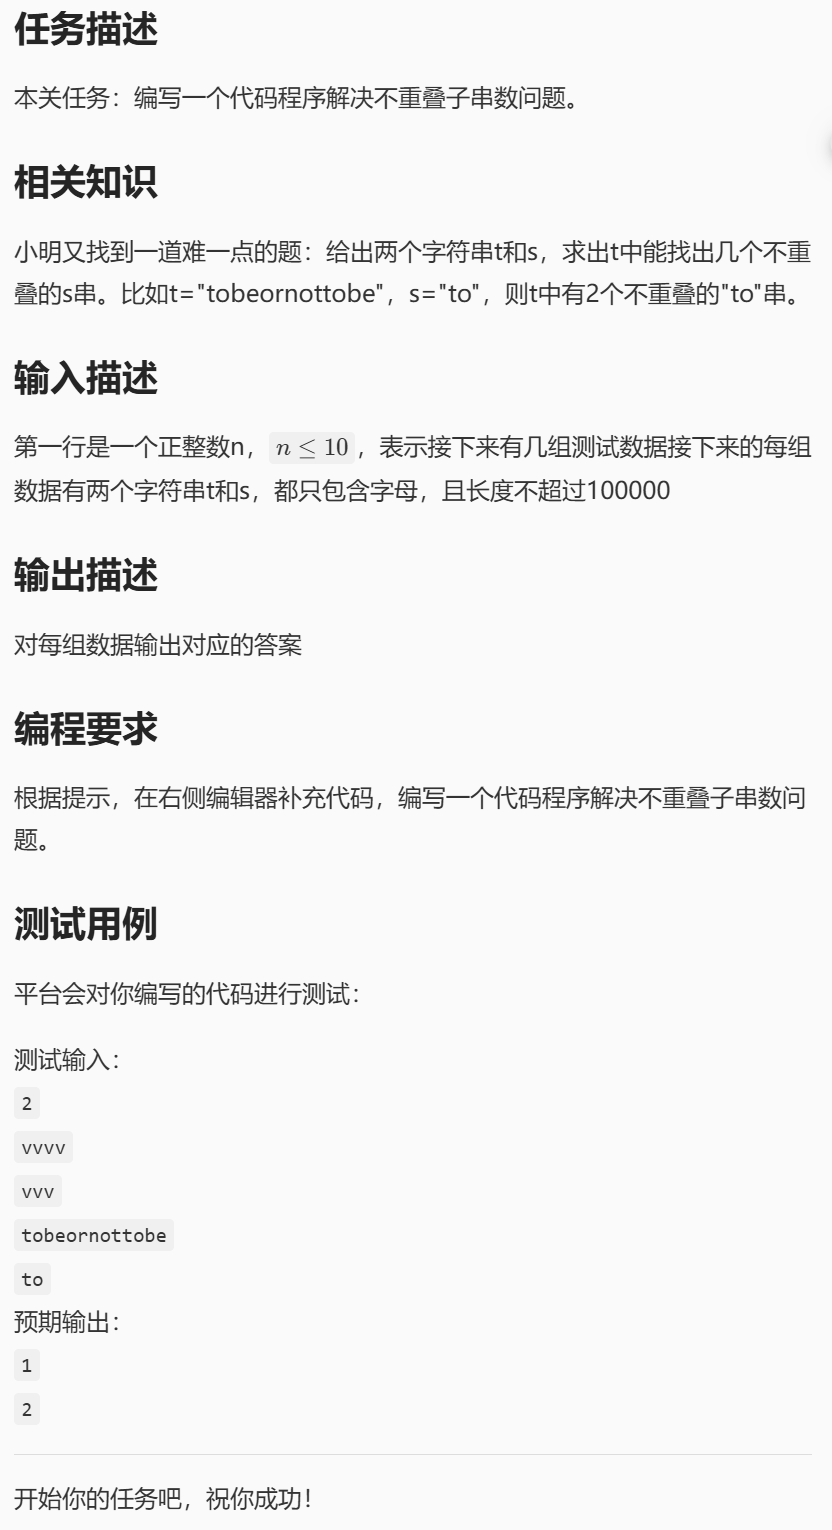 任务描述
本关任务：编写一个代码程序解决不重叠子串数问题。
相关知识
小明又找到一道难一点的题：给出两个字符串t和s，求出t中能找出几个不重
叠的s串。比如t="tobeornottobe"，s="to"，则t中有2个不重叠的"to"串。
输入描述
第一行是一个正整数n，n ≤ 10，表示接下来有几组测试数据接下来的每组
数据有两个字符串t和s，都只包含字母，且长度不超过100000
输出描述
对每组数据输出对应的答案
编程要求
根据提示，在右侧编辑器补充代码，编写一个代码程序解决不重叠子串数问
题。
测试用例
平台会对你编写的代码进行测试：
测试输入：
2
vvvv
vvv
tobeornottobe
to
预期输出：
1
2
开始你的任务吧，祝你成功！